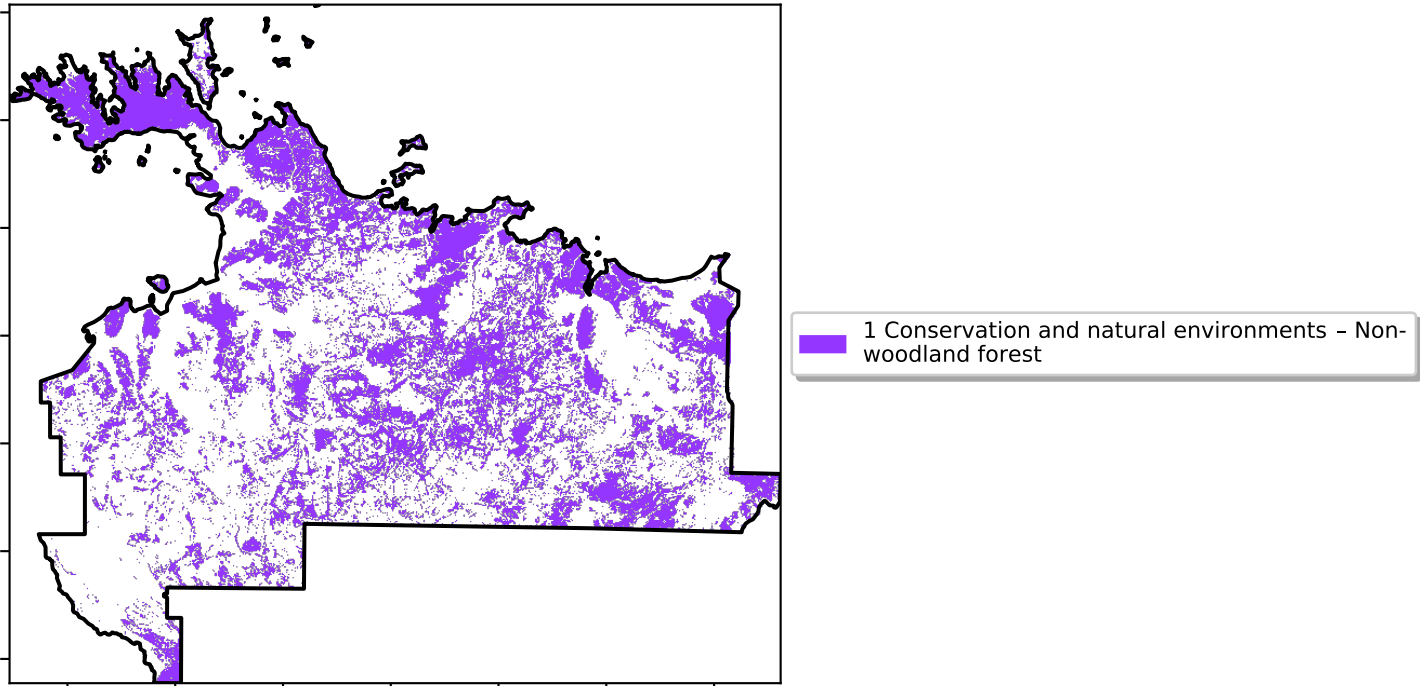 1 Conservation and natural environments – Non-
woodland forest